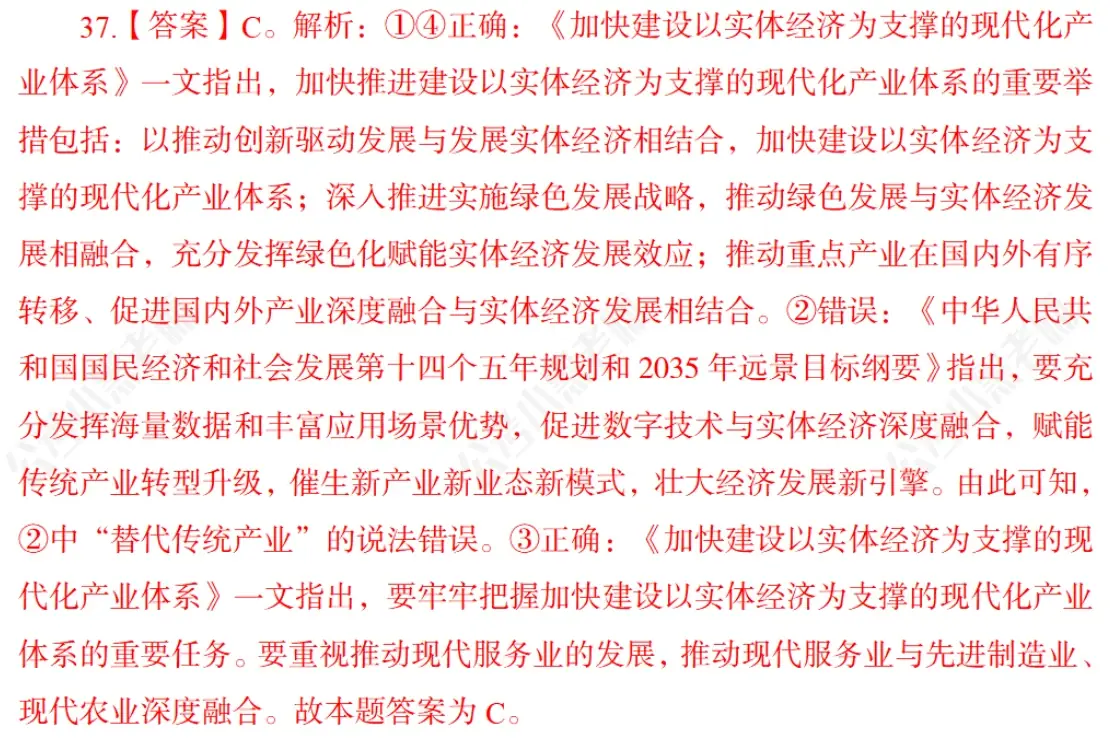 37.【答案】C。解析：①④正确：《加快建设以实体经济为支撑的现代化产
业体系》一文指出，加快推进建设以实体经济为支撑的现代化产业体系的重要举
措包括：以推动创新驱动发展与发展实体经济相结合，加快建设以实体经济为支
撑的现代化产业体系；深入推进实施绿色发展战略，推动绿色发展与实体经济发
展相融合，充分发挥绿色化赋能实体经济发展效应；推动重点产业在国内外有序
转移、促进国内外产业深度融合与实体经济发展相结合。②错误：《中华人民共
和国国民经济和社会发展第十四个五年规划和 2035 年远景目标纲要》指出，要充
分发挥海量数据和丰富应用场景优势，促进数字技术与实体经济深度融合，赋能
传统产业转型升级，催生新产业新业态新模式，壮大经济发展新引擎。由此可知，
②中“替代传统产业”的说法错误。③正确：《加快建设以实体经济为支撑的现
代化产业体系》一文指出，要牢牢把握加快建设以实体经济为支撑的现代化产业
体系的重要任务。要重视推动现代服务业的发展，推动现代服务业与先进制造业、
现代农业深度融合。故本题答案为 C。